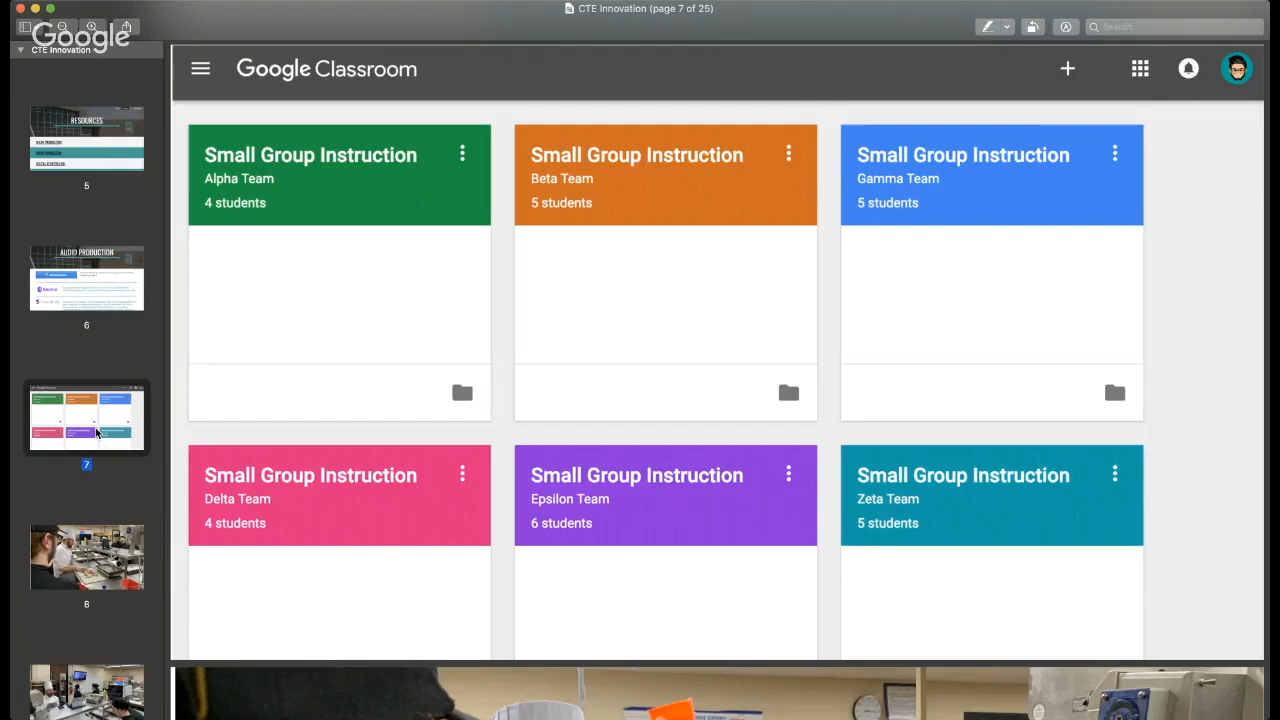 CTE Innovation (page 7 of 25)
Search
Google
CTE Innovation
Google Classroom
Small Group Instruction
Alpha Team
4 students
Small Group Instruction
Beta Team
5 students
Small Group Instruction
Gamma Team
5 students
Small Group Instruction
Delta Team
4 students
Small Group Instruction
Epsilon Team
6 students
Small Group Instruction
Zeta Team
5 students
RESOURCES
5
AUDIO PRODUCTION
Anchor
6
7
8